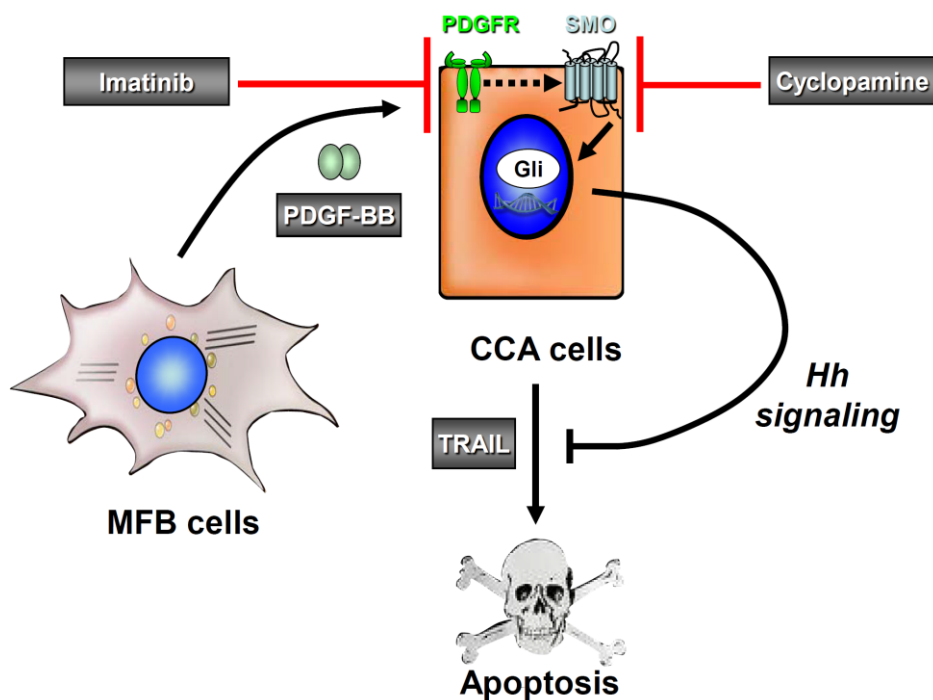 PDGFR
SMO
Imatinib
Cyclopamine
Gli
PDGF-BB
CCA cells
Hh
signaling
TRAIL
MFB cells
Apoptosis